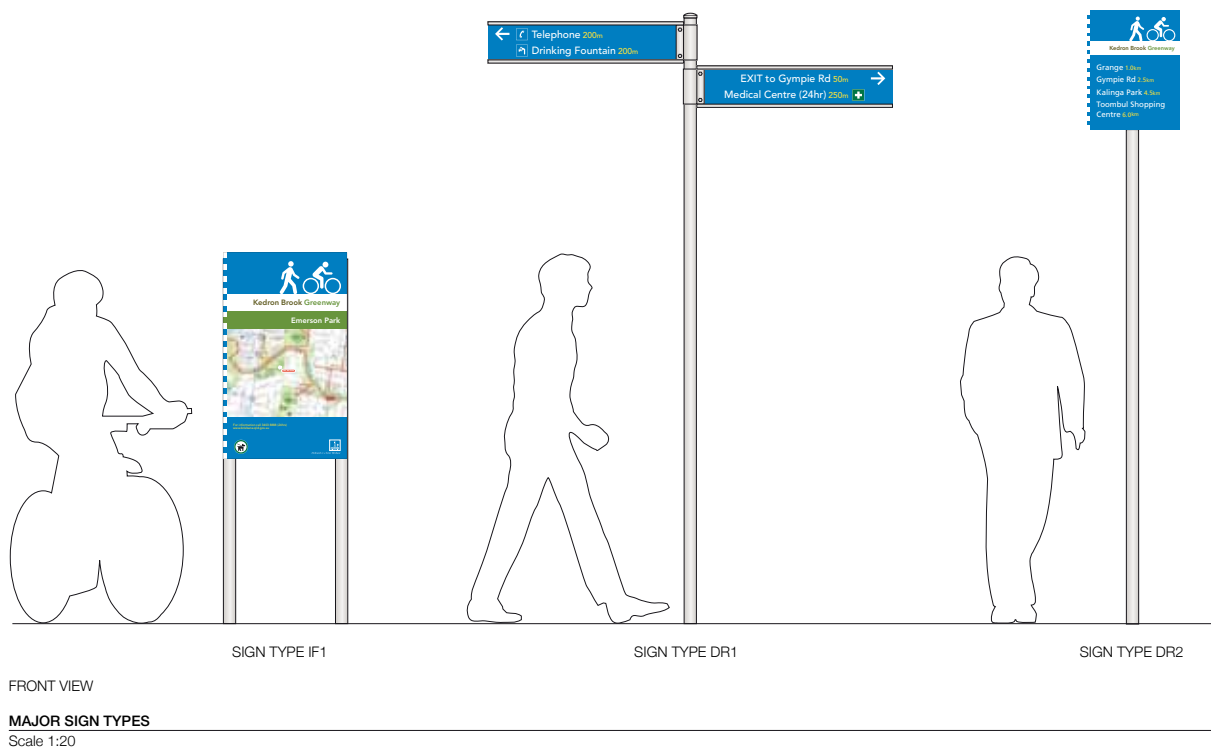 Telephone 200m
Drinking Fountain 200m
EXIT to Gympie Rd 50m
Medical Centre (24hr) 250m
Kedron Brook Greenway
Grange 1.0km
Gympie Rd 2.5km
Kalinga Park 4.5km
Toombul Shopping
Centre 6.0km
Kedron Brook Greenway
Emerson Park
SIGN TYPE IF1
SIGN TYPE DR1
SIGN TYPE DR2
FRONT VIEW
MAJOR SIGN TYPES
Scale 1:20